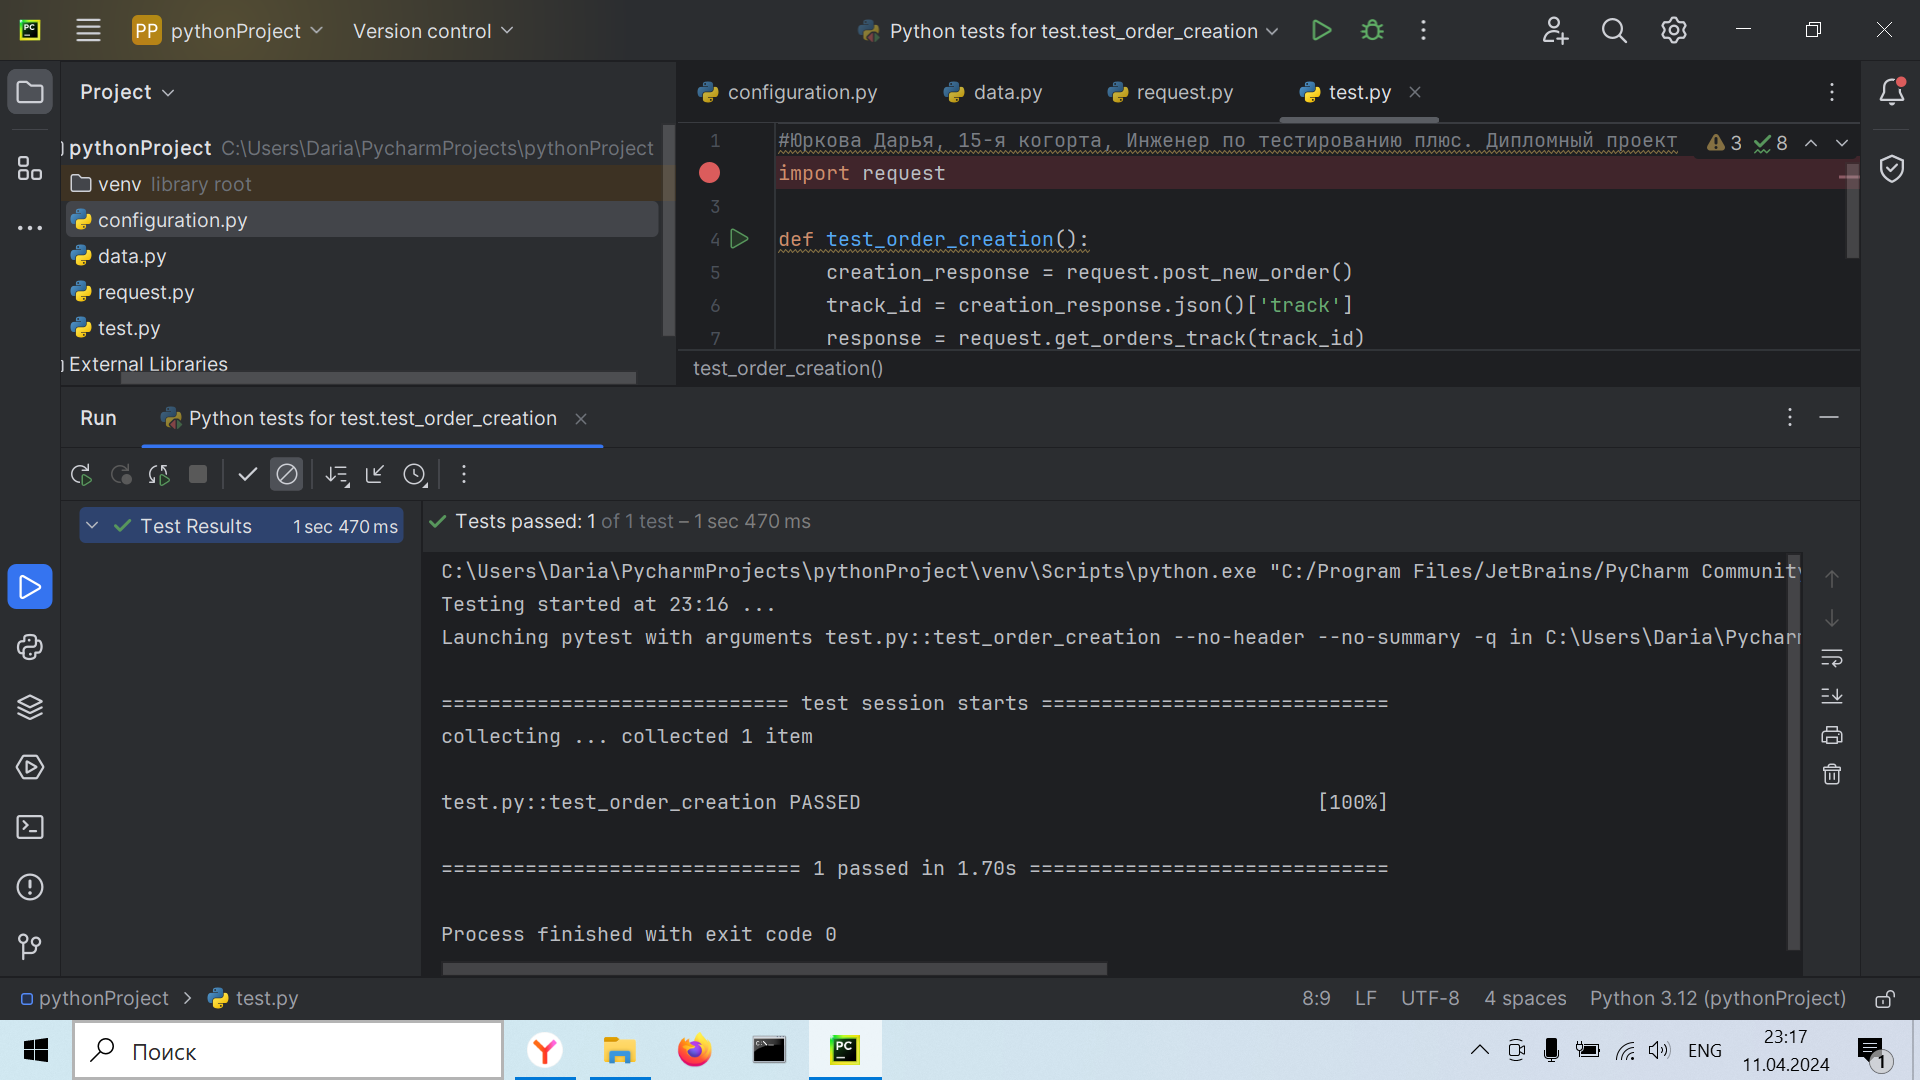 PC PP pythonProject Version control Python tests for test.test_order_creation
Project
pythonProject C:\Users\Daria\PycharmProjects\pythonProject
venv library root
configuration.py
data.py
request.py
test.py
External Libraries
configuration.py data.py request.py test.py
1 #Юркова Дарья, 15-я когорта, Инженер по тестированию плюс. Дипломный проект 3 8
import request
3
4 def test_order_creation():
5 creation_response = request.post_new_order()
6 track_id = creation_response.json()['track']
7 response = request.get_orders_track(track_id)
test_order_creation()
Run Python tests for test.test_order_creation
Test Results 1 sec 470 ms
Tests passed: 1 of 1 test – 1 sec 470 ms
C:\Users\Daria\PycharmProjects\pythonProject\venv\Scripts\python.exe "C:/Program Files/JetBrains/PyCharm Community
Testing started at 23:16 ...
Launching pytest with arguments test.py::test_order_creation --no-header --no-summary -q in C:\Users\Daria\Pycharm
============================= test session starts =============================
collecting ... collected 1 item
test.py::test_order_creation PASSED [100%]
============================== 1 passed in 1.70s ==============================
Process finished with exit code 0
pythonProject test.py 8:9 LF UTF-8 4 spaces Python 3.12 (pythonProject)
Поиск
PC
ENG
23:17
11.04.2024
1